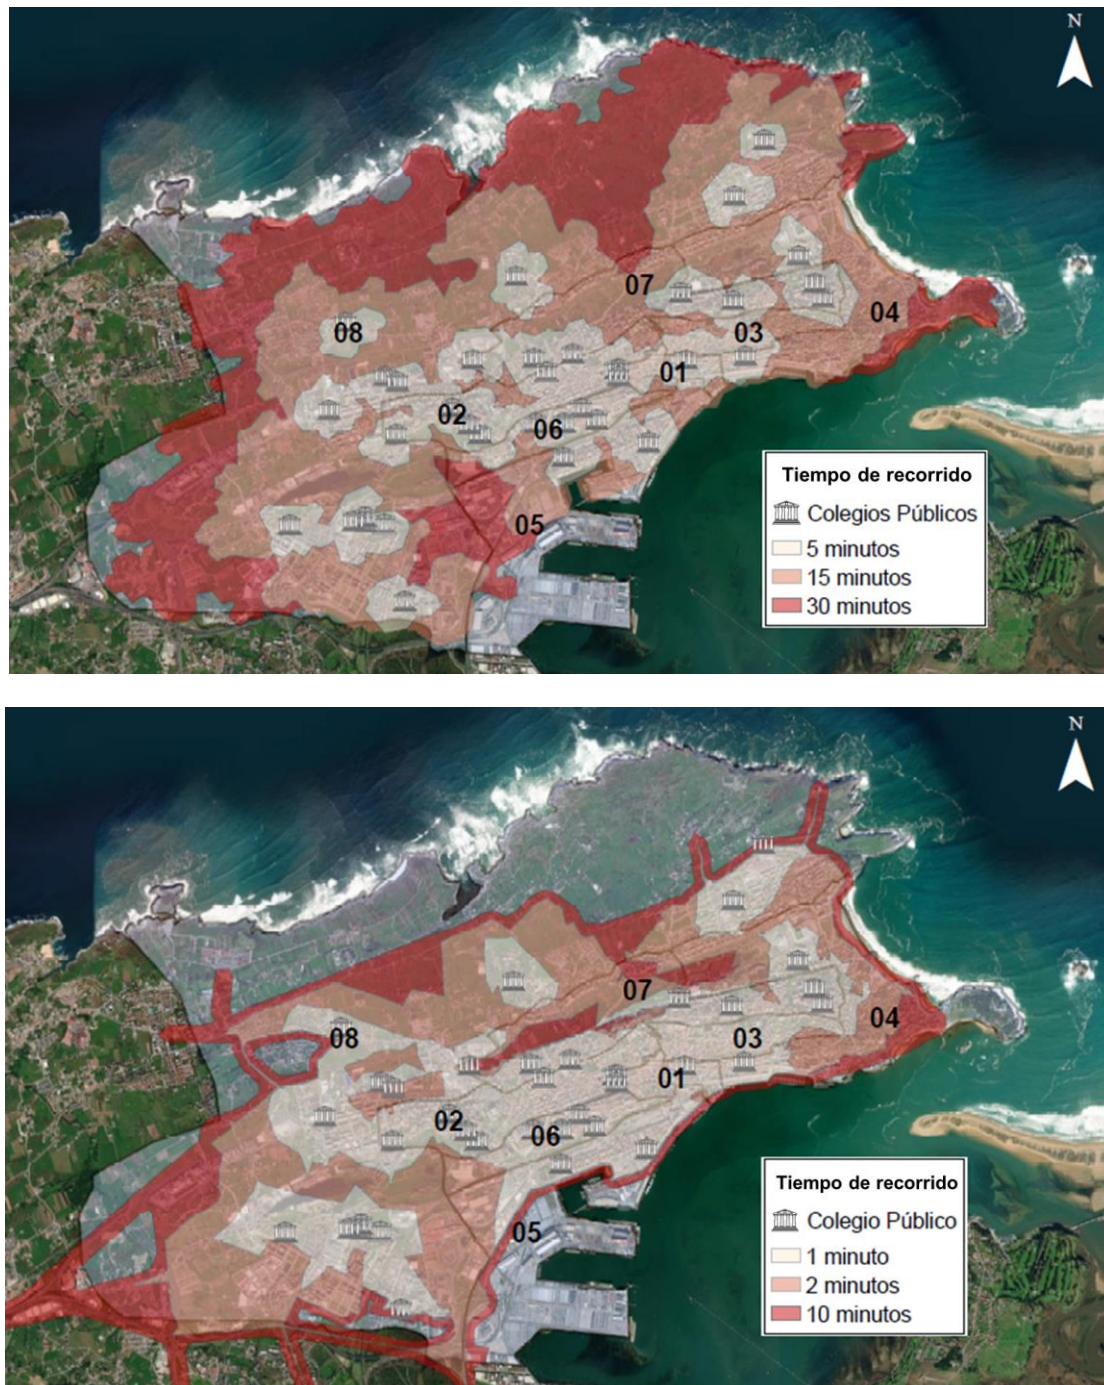 N
07
08
03
04
01
02
06
05
Tiempo de recorrido
Colegios Públicos
5 minutos
15 minutos
30 minutos
N
07
04
08
03
01
02
06
05
Tiempo de recorrido
Colegio Público
1 minuto
2 minutos
10 minutos